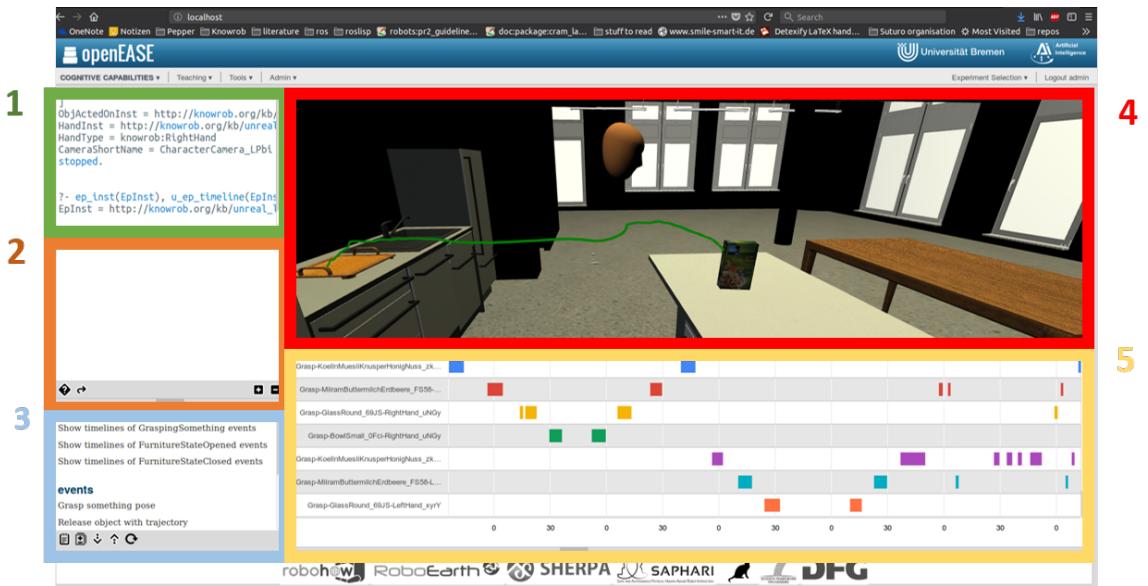 localhost
Search
OneNote Notizen Pepper Knowrob literature ros roslisp robots:pr2_guideline... doc:package:cram_la... stuff to read www.smile-smart-it.de Detexify LaTeX hand... Suturo organisation Most Visited repos
openEASE
Universität Bremen
Artificial
Intelligence
COGNITIVE CAPABILITIES Teaching Tools Admin
Experiment Selection Logout admin
1
]
ObjActedOnInst = http://knowrob.org/kb/
HandInst = http://knowrob.org/kb/unreal
HandType = knowrob:RightHand
CameraShortName = CharacterCamera_LPbi
stopped.
?- ep_inst(EpInst), u_ep_timeline(EpIns
EpInst = http://knowrob.org/kb/unreal_l
2
3
Show timelines of GraspingSomething events
Show timelines of FurnitureStateOpened events
Show timelines of FurnitureStateClosed events
events
Grasp something pose
Release object with trajectory
4
5
Grasp-KoellnMuesliKnusperHonigNuss_zk...
Grasp-MilramButtermilchErdbeere_FS56-...
Grasp-GlassRound_69JS-RightHand_uNGy
Grasp-BowlSmall_0Fci-RightHand_uNGy
Grasp-KoellnMuesliKnusperHonigNuss_zk...
Grasp-MilramButtermilchErdbeere_FS56-L...
Grasp-GlassRound_69JS-LeftHand_xyrY
0 30 0 30 0 30 0 30 0 30 0
robohow RoboEarth SHERPA SAPHARI DFG